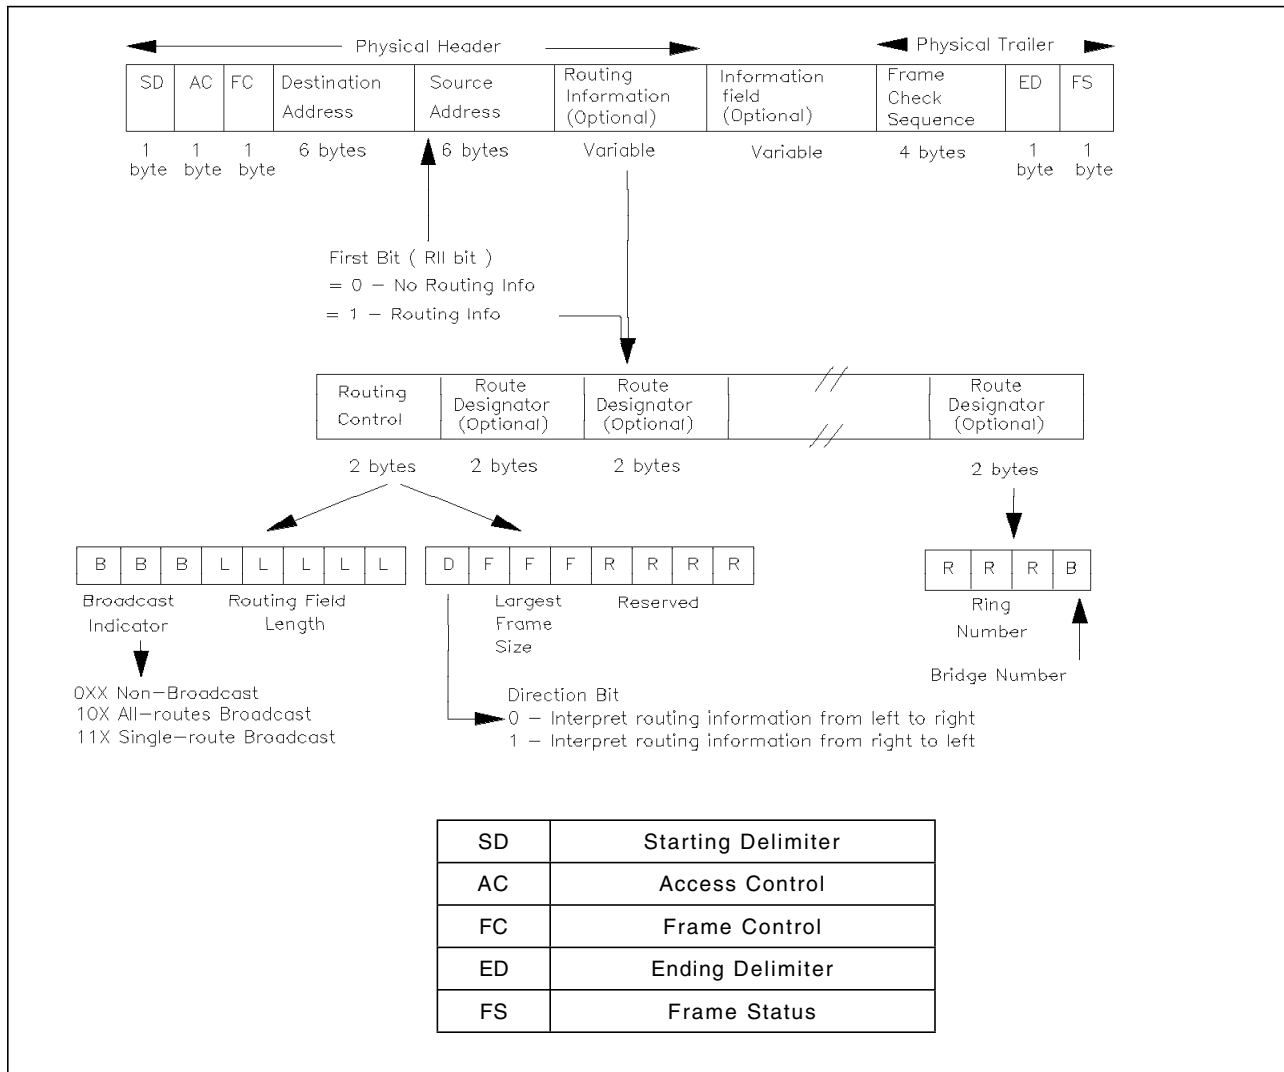 Physical Header
Physical Trailer
SD
AC
FC
Destination
Address
Source
Address
Routing
Information
(Optional)
Information
field
(Optional)
Frame
Check
Sequence
ED
FS
1
byte
1
byte
1
byte
6 bytes
6 bytes
Variable
Variable
4 bytes
1
byte
1
byte
First Bit ( RII bit )
= 0 – No Routing Info
= 1 – Routing Info
Routing
Control
Route
Designator
(Optional)
Route
Designator
(Optional)
Route
Designator
(Optional)
2 bytes
2 bytes
2 bytes
2 bytes
B B B L L L L L
D F F F R R R R
R R R B
Broadcast
Indicator
Routing Field
Length
Largest
Frame
Size
Reserved
Ring
Number
Bridge Number
0XX Non–Broadcast
10X All–routes Broadcast
11X Single–route Broadcast
Direction Bit
0 – Interpret routing information from left to right
1 – Interpret routing information from right to left
SD Starting Delimiter
AC Access Control
FC Frame Control
ED Ending Delimiter
FS Frame Status